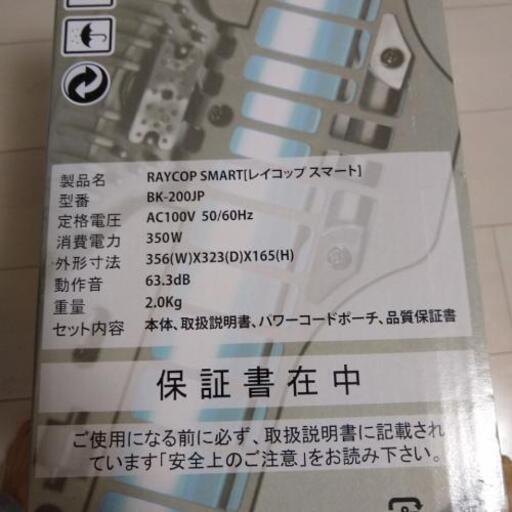 製品名 RAYCOP SMART[レイコップ スマート]
型番 BK-200JP
定格電圧 AC100V 50/60Hz
消費電力 350W
外形寸法 356(W)X323(D)X165(H)
動作音 63.3dB
重量 2.0Kg
セット内容 本体、取扱説明書、パワーコードポーチ、品質保証書
保証書在中
ご使用になる前に必ず、取扱説明書に記載され
ています「安全上のご注意」をお読み下さい。